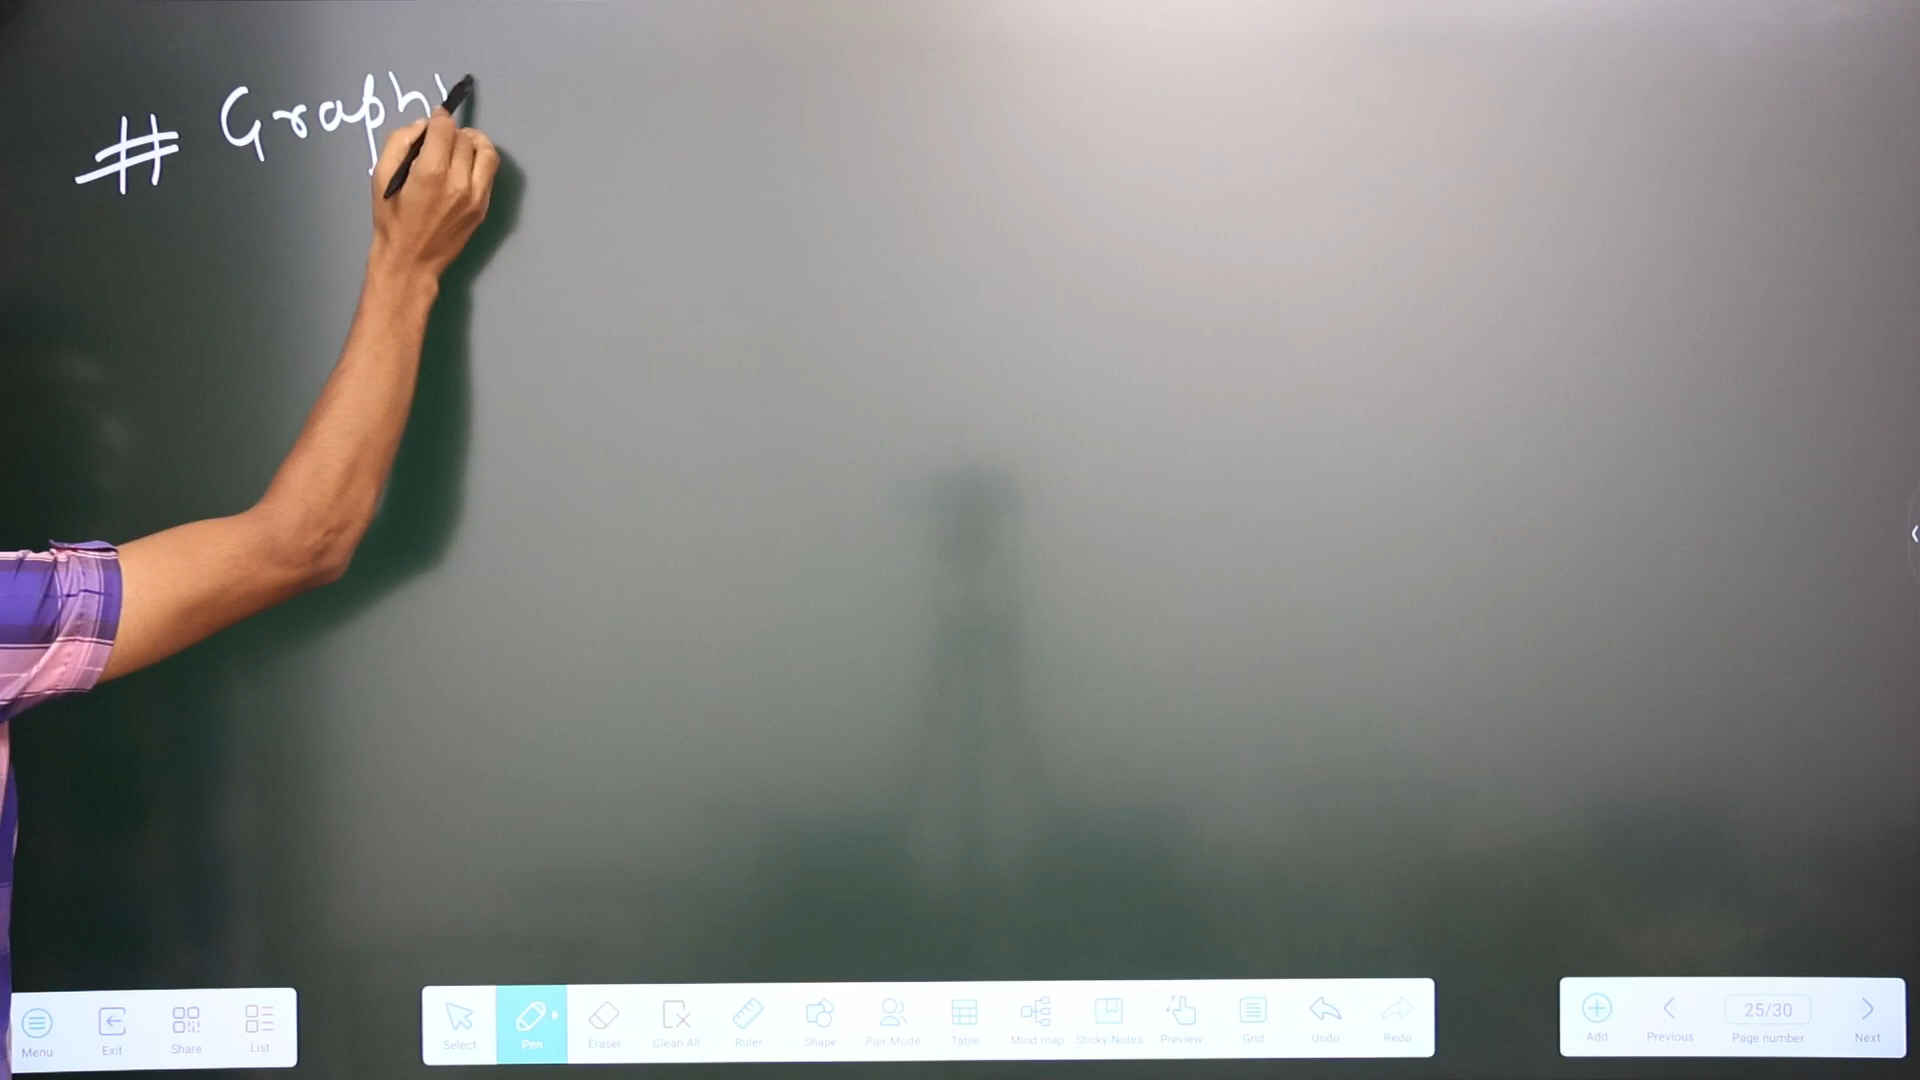 # Graph
Menu
Exit
Share
List
Select
Pen
Eraser
Clean All
Ruler
Shape
Pair Mode
Table
Mind map
Sticky Notes
Preview
Grid
Undo
Redo
Add
Previous
25/30
Page number
Next